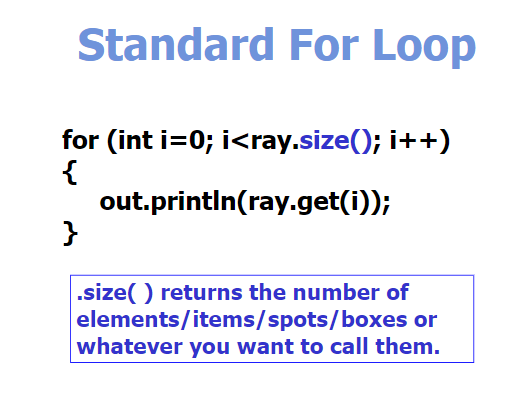 Standard For Loop
for (int i=0; i<ray.size(); i++)
{
out.println(ray.get(i));
}
.size( ) returns the number of
elements/items/spots/boxes or
whatever you want to call them.